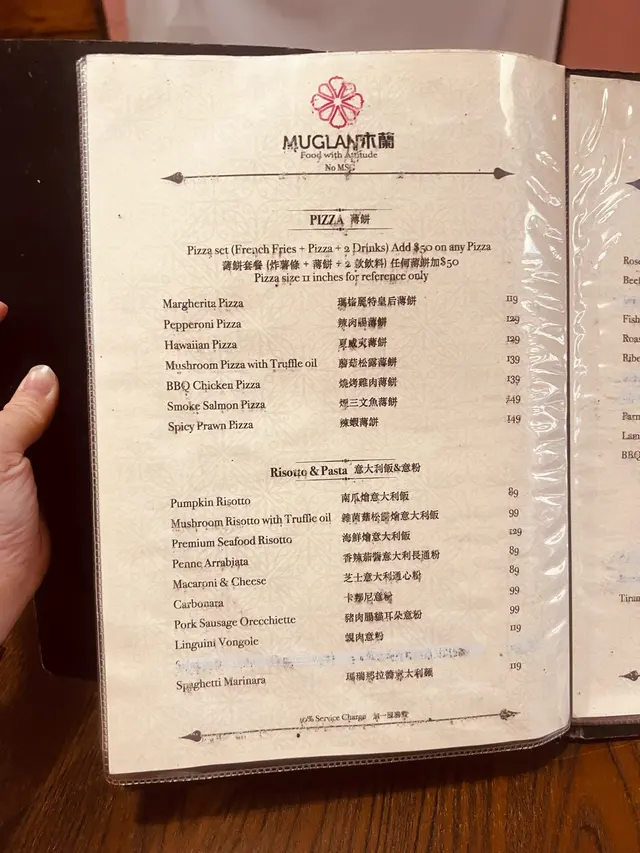 MUGLAN木蘭
Food with Attitude
No MSG
PIZZA 薄餅
Pizza set (French Fries + Pizza + 2 Drinks) Add $50 on any Pizza
薄餅套餐 (炸薯條 + 薄餅 + 2 款飲料) 任何薄餅加$50
Pizza size 11 inches for reference only
Margherita Pizza 瑪格麗特皇后薄餅 119
Pepperoni Pizza 辣肉腸薄餅 129
Hawaiian Pizza 夏威夷薄餅 129
Mushroom Pizza with Truffle oil 蘑菇松露薄餅 139
BBQ Chicken Pizza 燒烤雞肉薄餅 139
Smoke Salmon Pizza 煙三文魚薄餅 149
Spicy Prawn Pizza 辣蝦薄餅 149
Risotto & Pasta 意大利飯&意粉
Pumpkin Risotto 南瓜燴意大利飯 89
Mushroom Risotto with Truffle oil 雜菌菇松露燴意大利飯 99
Premium Seafood Risotto 海鮮燴意大利飯 129
Penne Arrabiata 香辣茄醬意大利長通粉 89
Macaroni & Cheese 芝士意大利通心粉 89
Carbonara 卡邦尼意粉 99
Pork Sausage Orecchiette 豬肉腸貓耳朵意粉 99
Linguini Vongole 蜆肉意粉 119
Spaghetti Marinara 瑪瑞那拉醬意大利麵 119
10% Service Charge 加一服務費
Beef
Fish
BBQ